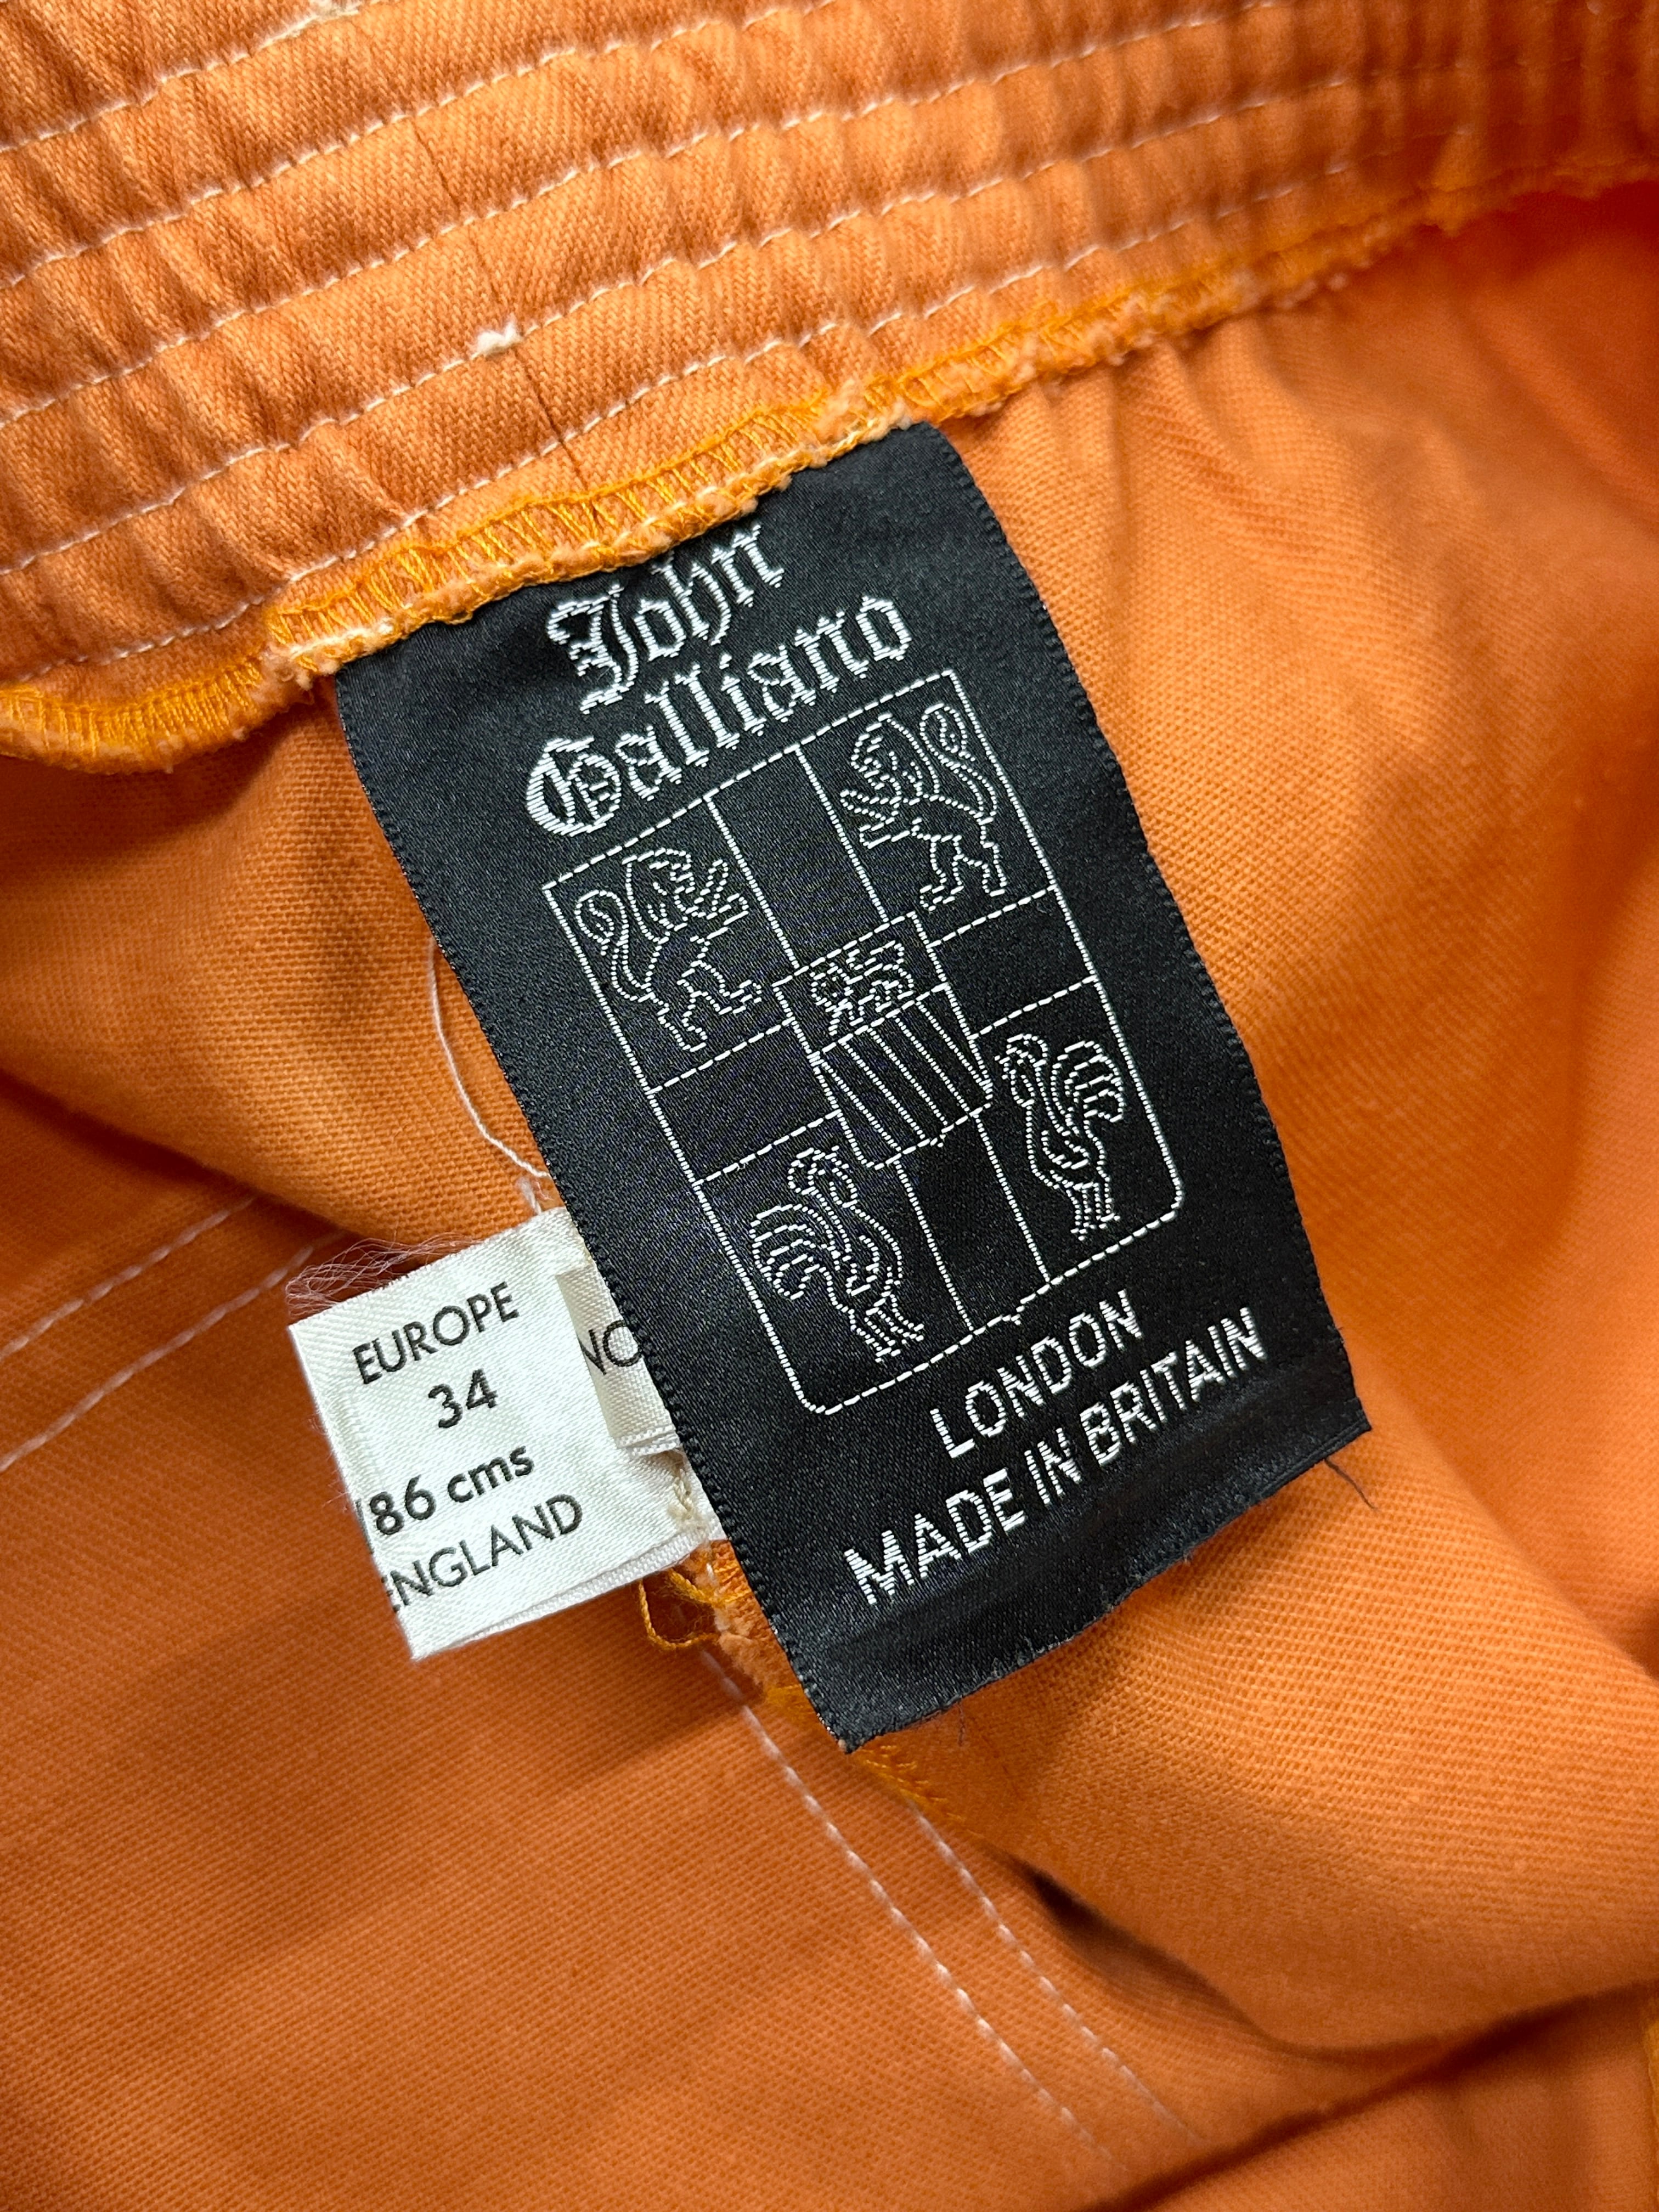 John
Galliano
LONDON
MADE IN BRITAIN
EUROPE
34
/86 cms
ENGLAND